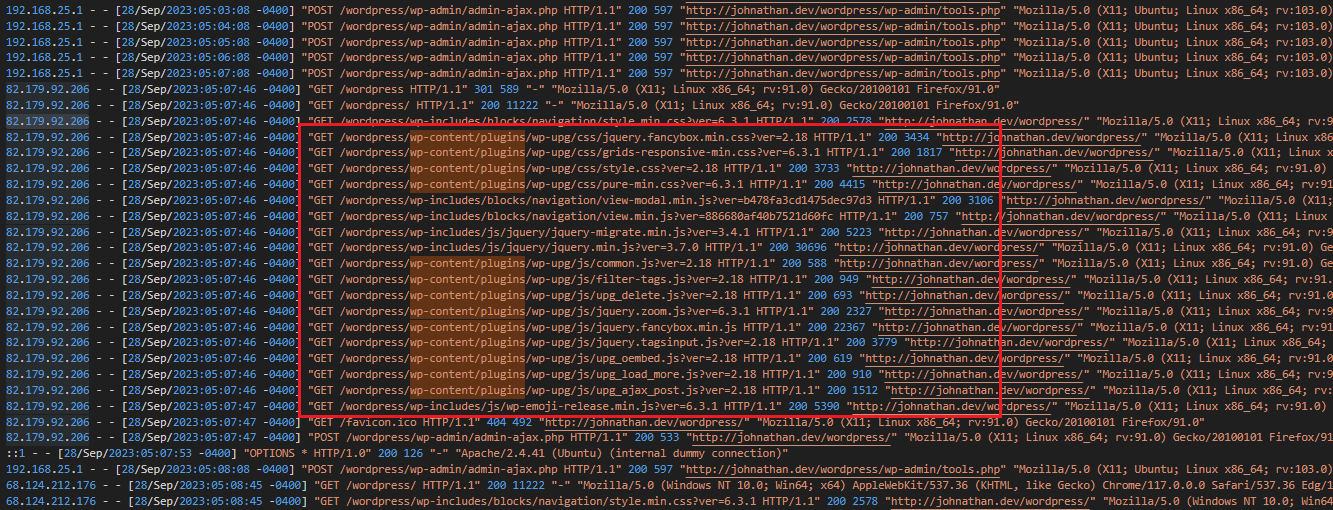 192.168.25.1 - - [28/Sep/2023:05:03:08 -0400] "POST /wordpress/wp-admin/admin-ajax.php HTTP/1.1" 200 597 "http://johnathan.dev/wordpress/wp-admin/tools.php" "Mozilla/5.0 (X11; Ubuntu; Linux x86_64; rv:103.0)
192.168.25.1 - - [28/Sep/2023:05:04:08 -0400] "POST /wordpress/wp-admin/admin-ajax.php HTTP/1.1" 200 597 "http://johnathan.dev/wordpress/wp-admin/tools.php" "Mozilla/5.0 (X11; Ubuntu; Linux x86_64; rv:103.0)
192.168.25.1 - - [28/Sep/2023:05:06:08 -0400] "POST /wordpress/wp-admin/admin-ajax.php HTTP/1.1" 200 597 "http://johnathan.dev/wordpress/wp-admin/tools.php" "Mozilla/5.0 (X11; Ubuntu; Linux x86_64; rv:103.0)
192.168.25.1 - - [28/Sep/2023:05:07:08 -0400] "POST /wordpress/wp-admin/admin-ajax.php HTTP/1.1" 200 597 "http://johnathan.dev/wordpress/wp-admin/tools.php" "Mozilla/5.0 (X11; Ubuntu; Linux x86_64; rv:103.0)
82.179.92.206 - - [28/Sep/2023:05:07:46 -0400] "GET /wordpress HTTP/1.1" 301 589 "-" "Mozilla/5.0 (X11; Linux x86_64; rv:91.0) Gecko/20100101 Firefox/91.0"
82.179.92.206 - - [28/Sep/2023:05:07:46 -0400] "GET /wordpress/ HTTP/1.1" 200 11222 "-" "Mozilla/5.0 (X11; Linux x86_64; rv:91.0) Gecko/20100101 Firefox/91.0"
82.179.92.206 - - [28/Sep/2023:05:07:46 -0400] "GET /wordpress/wp-includes/blocks/navigation/style.min.css?ver=6.3.1 HTTP/1.1" 200 2578 "http://johnathan.dev/wordpress/" "Mozilla/5.0 (X11; Linux x86_64;
82.179.92.206 - - [28/Sep/2023:05:07:46 -0400] "GET /wordpress/wp-content/plugins/wp-upg/css/jquery.fancybox.min.css?ver=2.18 HTTP/1.1" 200 3434 "http://johnathan.dev/wordpress/" "Mozilla/5.0 (X11; Linux x86_6
82.179.92.206 - - [28/Sep/2023:05:07:46 -0400] "GET /wordpress/wp-content/plugins/wp-upg/css/grids-responsive-min.css?ver=6.3.1 HTTP/1.1" 200 1817 "http://johnathan.dev/wordpress/" "Mozilla/5.0 (X11; Linux x
82.179.92.206 - - [28/Sep/2023:05:07:46 -0400] "GET /wordpress/wp-content/plugins/wp-upg/css/style.css?ver=2.18 HTTP/1.1" 200 3733 "http://johnathan.dev/wordpress/" "Mozilla/5.0 (X11; Linux x86_64; rv:91.0)
82.179.92.206 - - [28/Sep/2023:05:07:46 -0400] "GET /wordpress/wp-content/plugins/wp-upg/css/pure-min.css?ver=6.3.1 HTTP/1.1" 200 4415 "http://johnathan.dev/wordpress/" "Mozilla/5.0 (X11; Linux x86_64; rv:91
82.179.92.206 - - [28/Sep/2023:05:07:46 -0400] "GET /wordpress/wp-includes/blocks/navigation/view-modal.min.js?ver=b478fa3cd1475dec97d3 HTTP/1.1" 200 3106 "http://johnathan.dev/wordpress/" "Mozilla/5.0 (X11;
82.179.92.206 - - [28/Sep/2023:05:07:46 -0400] "GET /wordpress/wp-includes/blocks/navigation/view.min.js?ver=886680af40b7521d60fc HTTP/1.1" 200 757 "http://johnathan.dev/wordpress/" "Mozilla/5.0 (X11; Linux
82.179.92.206 - - [28/Sep/2023:05:07:46 -0400] "GET /wordpress/wp-includes/js/jquery/jquery-migrate.min.js?ver=3.4.1 HTTP/1.1" 200 5223 "http://johnathan.dev/wordpress/" "Mozilla/5.0 (X11; Linux x86_64; rv:9
82.179.92.206 - - [28/Sep/2023:05:07:46 -0400] "GET /wordpress/wp-includes/js/jquery/jquery.min.js?ver=3.7.0 HTTP/1.1" 200 30696 "http://johnathan.dev/wordpress/" "Mozilla/5.0 (X11; Linux x86_64; rv:91.0) Ge
82.179.92.206 - - [28/Sep/2023:05:07:46 -0400] "GET /wordpress/wp-content/plugins/wp-upg/js/common.js?ver=2.18 HTTP/1.1" 200 588 "http://johnathan.dev/wordpress/" "Mozilla/5.0 (X11; Linux x86_64; rv:91.0) Ge
82.179.92.206 - - [28/Sep/2023:05:07:46 -0400] "GET /wordpress/wp-content/plugins/wp-upg/js/filter-tags.js?ver=2.18 HTTP/1.1" 200 949 "http://johnathan.dev/wordpress/" "Mozilla/5.0 (X11; Linux x86_64; rv:91.
82.179.92.206 - - [28/Sep/2023:05:07:46 -0400] "GET /wordpress/wp-content/plugins/wp-upg/js/upg_delete.js?ver=2.18 HTTP/1.1" 200 693 "http://johnathan.dev/wordpress/" "Mozilla/5.0 (X11; Linux x86_64; rv:91.0
82.179.92.206 - - [28/Sep/2023:05:07:46 -0400] "GET /wordpress/wp-content/plugins/wp-upg/js/jquery.zoom.js?ver=6.3.1 HTTP/1.1" 200 2327 "http://johnathan.dev/wordpress/" "Mozilla/5.0 (X11; Linux x86_64; rv:9
82.179.92.206 - - [28/Sep/2023:05:07:46 -0400] "GET /wordpress/wp-content/plugins/wp-upg/js/jquery.fancybox.min.js HTTP/1.1" 200 22367 "http://johnathan.dev/wordpress/" "Mozilla/5.0 (X11; Linux x86_64; rv:91
82.179.92.206 - - [28/Sep/2023:05:07:46 -0400] "GET /wordpress/wp-content/plugins/wp-upg/js/jquery.tagsinput.js?ver=2.18 HTTP/1.1" 200 3779 "http://johnathan.dev/wordpress/" "Mozilla/5.0 (X11; Linux x86_64;
82.179.92.206 - - [28/Sep/2023:05:07:46 -0400] "GET /wordpress/wp-content/plugins/wp-upg/js/upg_oembed.js?ver=2.18 HTTP/1.1" 200 619 "http://johnathan.dev/wordpress/" "Mozilla/5.0 (X11; Linux x86_64; rv:91.0
82.179.92.206 - - [28/Sep/2023:05:07:46 -0400] "GET /wordpress/wp-content/plugins/wp-upg/js/upg_load_more.js?ver=2.18 HTTP/1.1" 200 910 "http://johnathan.dev/wordpress/" "Mozilla/5.0 (X11; Linux x86_64; rv:9
82.179.92.206 - - [28/Sep/2023:05:07:46 -0400] "GET /wordpress/wp-content/plugins/wp-upg/js/upg_ajax_post.js?ver=2.18 HTTP/1.1" 200 1512 "http://johnathan.dev/wordpress/" "Mozilla/5.0 (X11; Linux x86_64; rv:
82.179.92.206 - - [28/Sep/2023:05:07:47 -0400] "GET /wordpress/wp-includes/js/wp-emoji-release.min.js?ver=6.3.1 HTTP/1.1" 200 5390 "http://johnathan.dev/wordpress/" "Mozilla/5.0 (X11; Linux x86_64; rv:91.0)
82.179.92.206 - - [28/Sep/2023:05:07:47 -0400] "GET /favicon.ico HTTP/1.1" 404 492 "http://johnathan.dev/wordpress/" "Mozilla/5.0 (X11; Linux x86_64; rv:91.0) Gecko/20100101 Firefox/91.0"
82.179.92.206 - - [28/Sep/2023:05:07:47 -0400] "POST /wordpress/wp-admin/admin-ajax.php HTTP/1.1" 200 533 "http://johnathan.dev/wordpress/" "Mozilla/5.0 (X11; Linux x86_64; rv:91.0) Gecko/20100101 Firefox/91
::1 - - [28/Sep/2023:05:07:53 -0400] "OPTIONS * HTTP/1.0" 200 126 "-" "Apache/2.4.41 (Ubuntu) (internal dummy connection)"
192.168.25.1 - - [28/Sep/2023:05:08:08 -0400] "POST /wordpress/wp-admin/admin-ajax.php HTTP/1.1" 200 597 "http://johnathan.dev/wordpress/wp-admin/tools.php" "Mozilla/5.0 (X11; Ubuntu; Linux x86_64; rv:103.0)
68.124.212.176 - - [28/Sep/2023:05:08:45 -0400] "GET /wordpress/ HTTP/1.1" 200 11222 "-" "Mozilla/5.0 (Windows NT 10.0; Win64; x64) AppleWebKit/537.36 (KHTML, like Gecko) Chrome/117.0.0.0 Safari/537.36 Edg/1
68.124.212.176 - - [28/Sep/2023:05:08:45 -0400] "GET /wordpress/wp-includes/blocks/navigation/style.min.css?ver=6.3.1 HTTP/1.1" 200 2578 "http://johnathan.dev/wordpress/" "Mozilla/5.0 (Windows NT 10.0; Win64